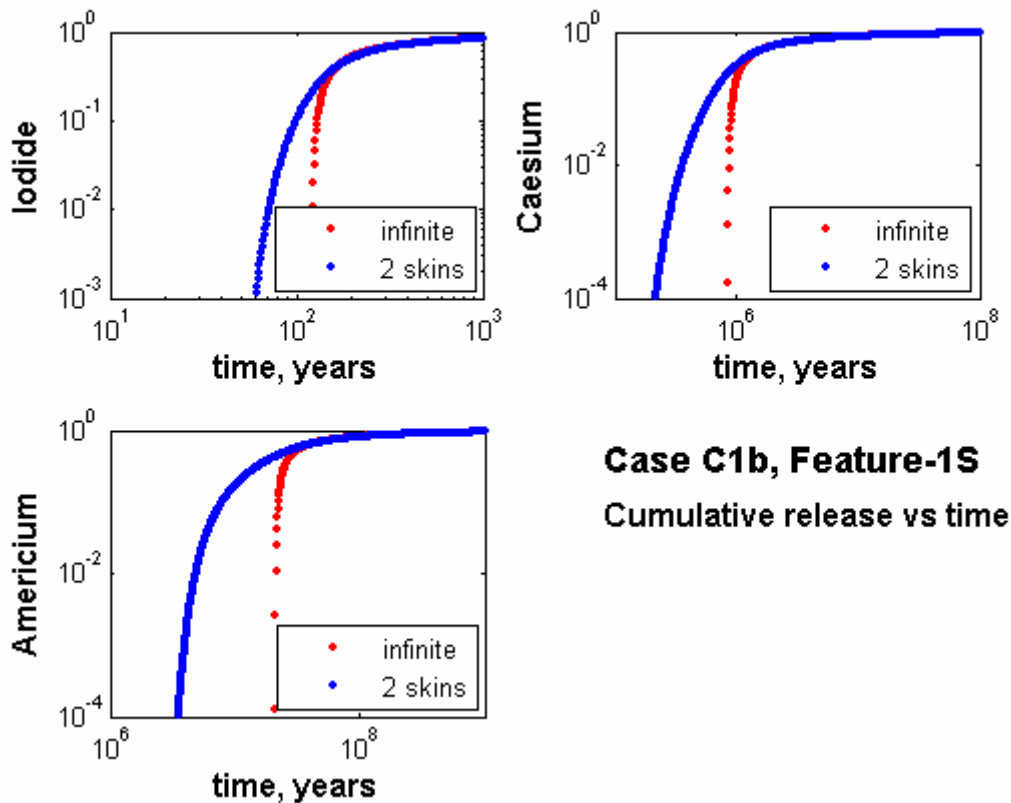 10^0
10^-1
10^-2
10^-3
Iodide
infinite
2 skins
10^1 10^2 10^3
time, years
10^0
10^-2
10^-4
Caesium
infinite
2 skins
10^6 10^8
time, years
10^0
10^-2
10^-4
Americium
infinite
2 skins
10^6 10^8
time, years
Case C1b, Feature-1S
Cumulative release vs time